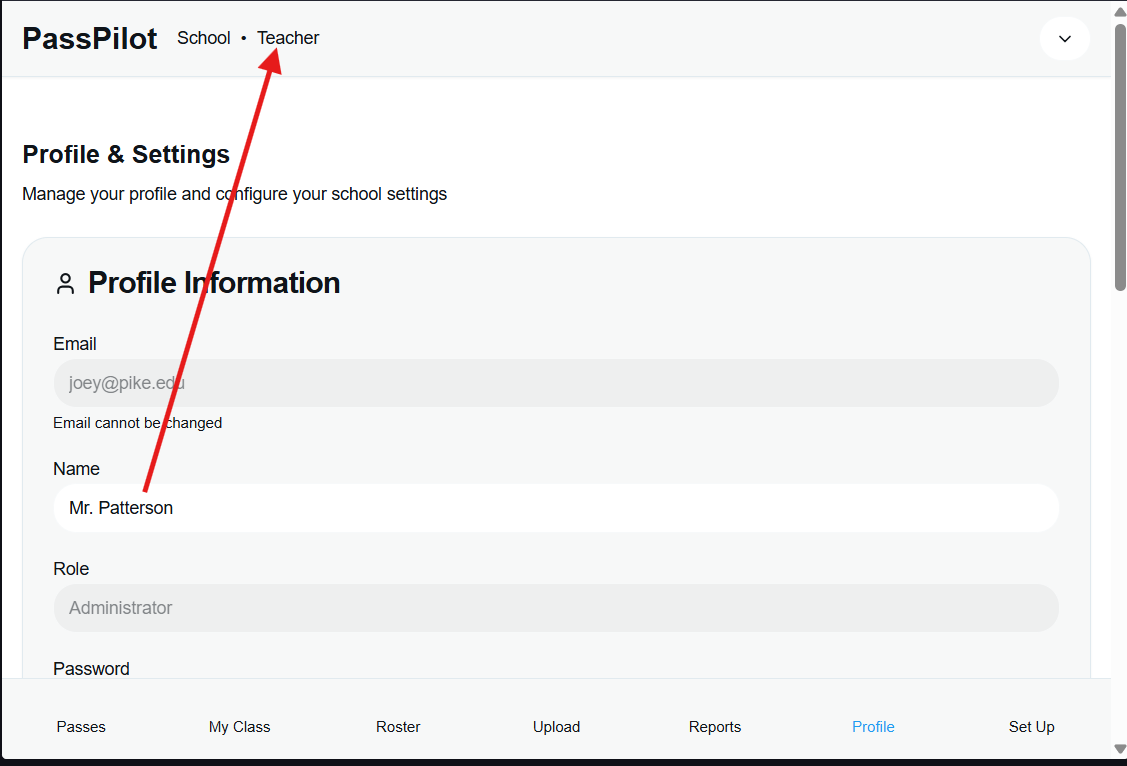 PassPilot School • Teacher
Profile & Settings
Manage your profile and configure your school settings
Profile Information
Email
joey@pike.edu
Email cannot be changed
Name
Mr. Patterson
Role
Administrator
Password
Passes My Class Roster Upload Reports Profile Set Up